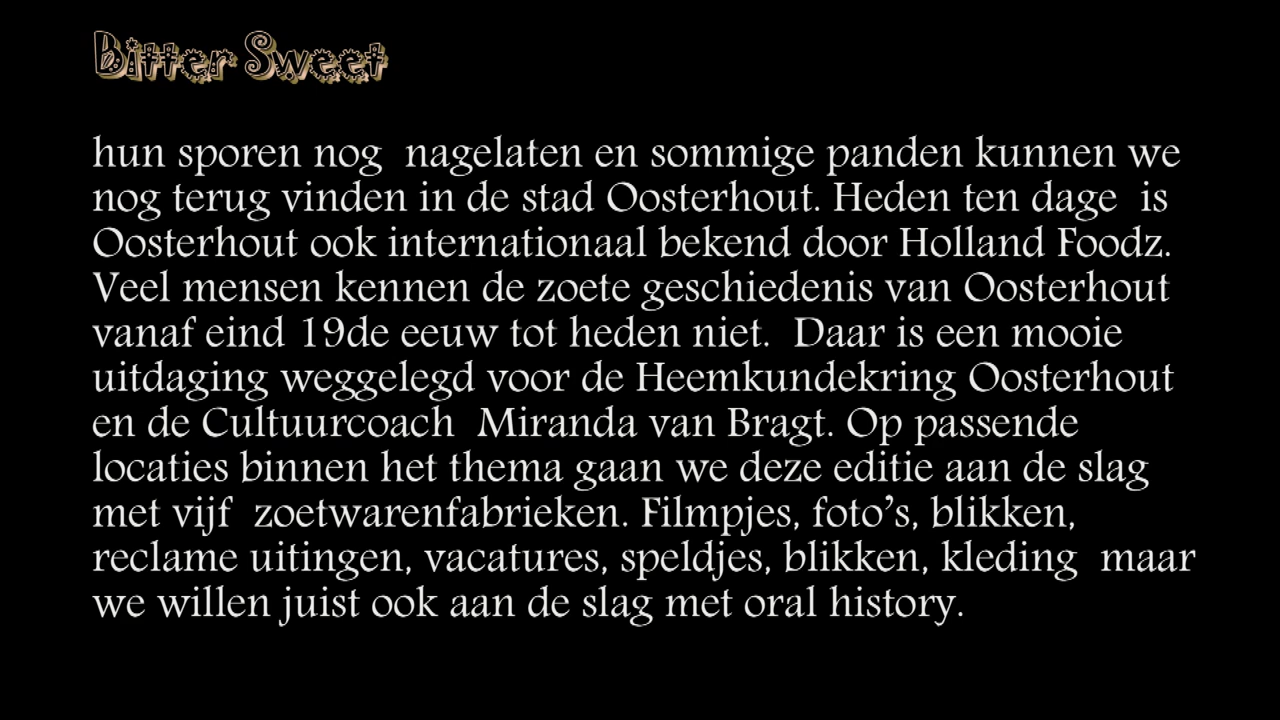 Bitter Sweet
hun sporen nog  nagelaten en sommige panden kunnen we
nog terug vinden in de stad Oosterhout. Heden ten dage  is
Oosterhout ook internationaal bekend door Holland Foodz.
Veel mensen kennen de zoete geschiedenis van Oosterhout
vanaf eind 19de eeuw tot heden niet.  Daar is een mooie
uitdaging weggelegd voor de Heemkundekring Oosterhout
en de Cultuurcoach  Miranda van Bragt. Op passende
locaties binnen het thema gaan we deze editie aan de slag
met vijf  zoetwarenfabrieken. Filmpjes, foto’s, blikken,
reclame uitingen, vacatures, speldjes, blikken, kleding  maar
we willen juist ook aan de slag met oral history.